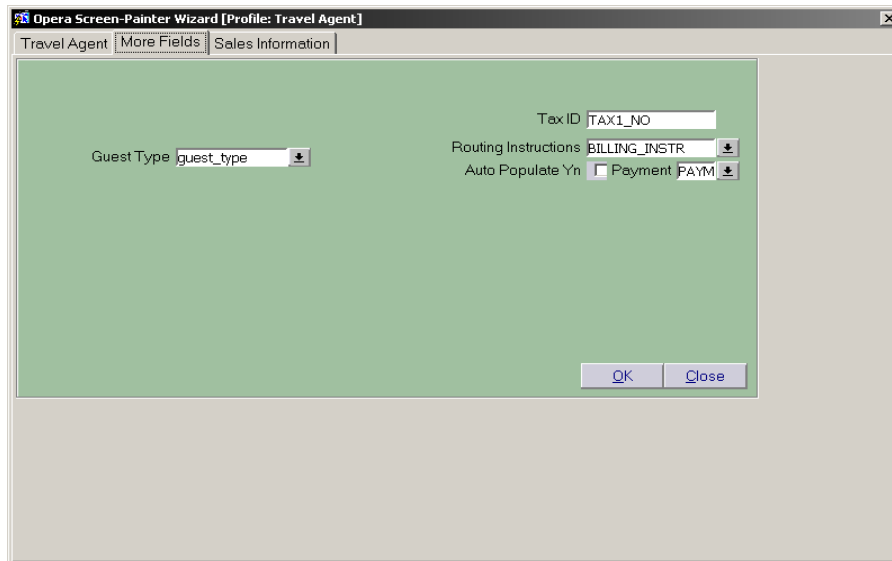 Opera Screen-Painter Wizard [Profile: Travel Agent]
Travel Agent More Fields Sales Information
Tax ID TAX1_NO
Guest Type guest_type
Routing Instructions BILLING_INSTR
Auto Populate Yn Payment PAYM
OK Close